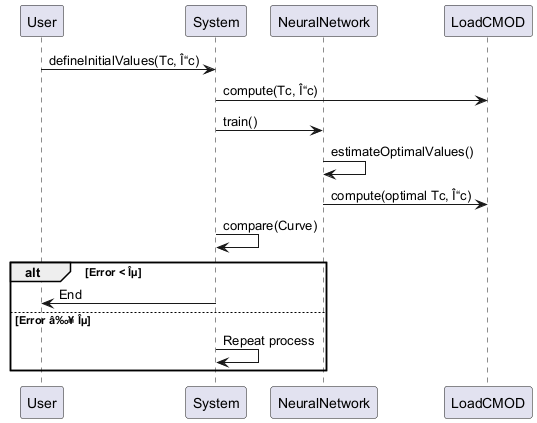 User System NeuralNetwork LoadCMOD
defineInitialValues(Tc, Î“c)
compute(Tc, Î“c)
train()
estimateOptimalValues()
compute(optimal Tc, Î“c)
compare(Curve)
alt [Error < Îµ]
End
[Error â‰¥ Îµ]
Repeat process
User System NeuralNetwork LoadCMOD